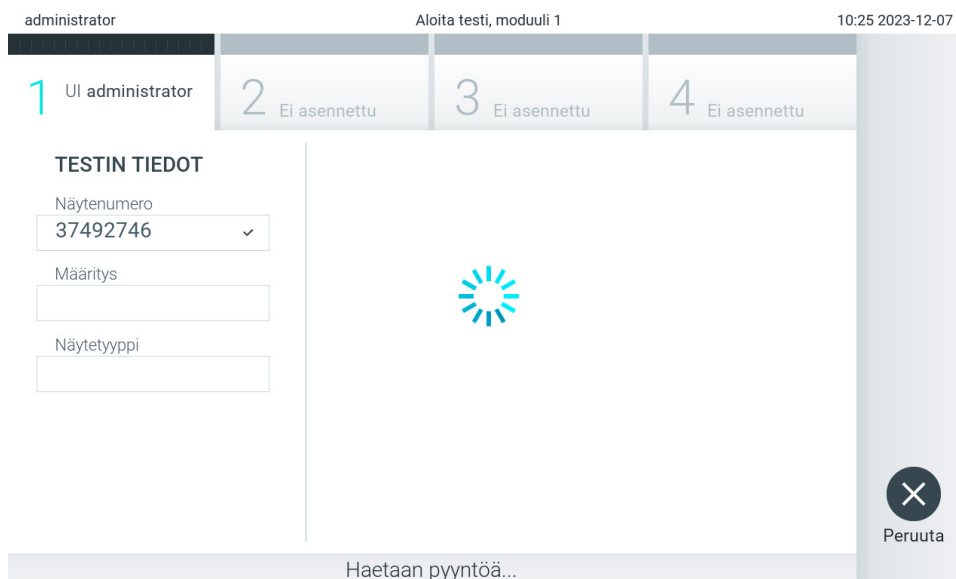 administrator Aloita testi, moduuli 1 10:25 2023-12-07
1 UI administrator 2 Ei asennettu 3 Ei asennettu 4 Ei asennettu
TESTIN TIEDOT
Näytenumero
37492746
Määritys
Näytetyyppi
Peruuta
Haetaan pyyntöä...